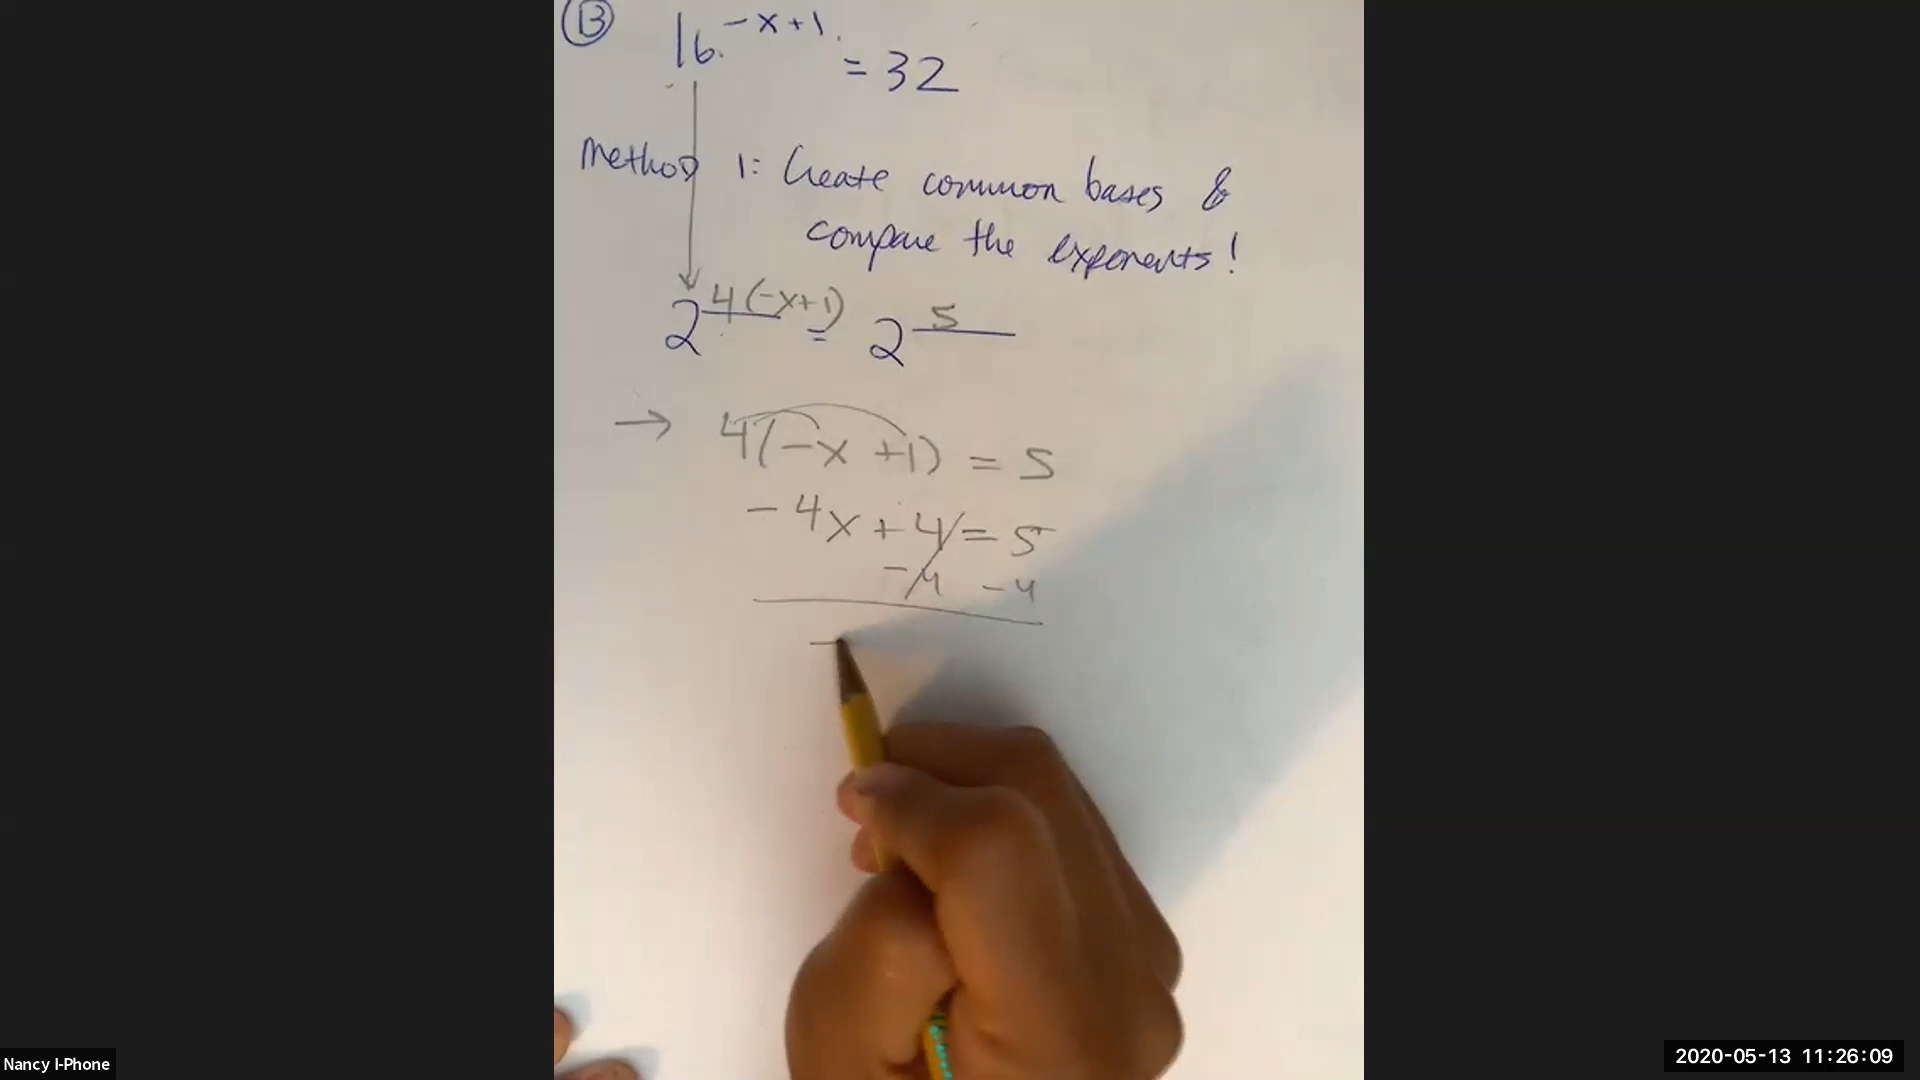 13 16^-x+1 = 32
Method 1: Create common bases &
compare the exponents!
2^4(-x+1) = 2^5
→ 4(-x+1) = 5
-4x+4=5
-4 -4
-
Nancy I-Phone
2020-05-13 11:26:09